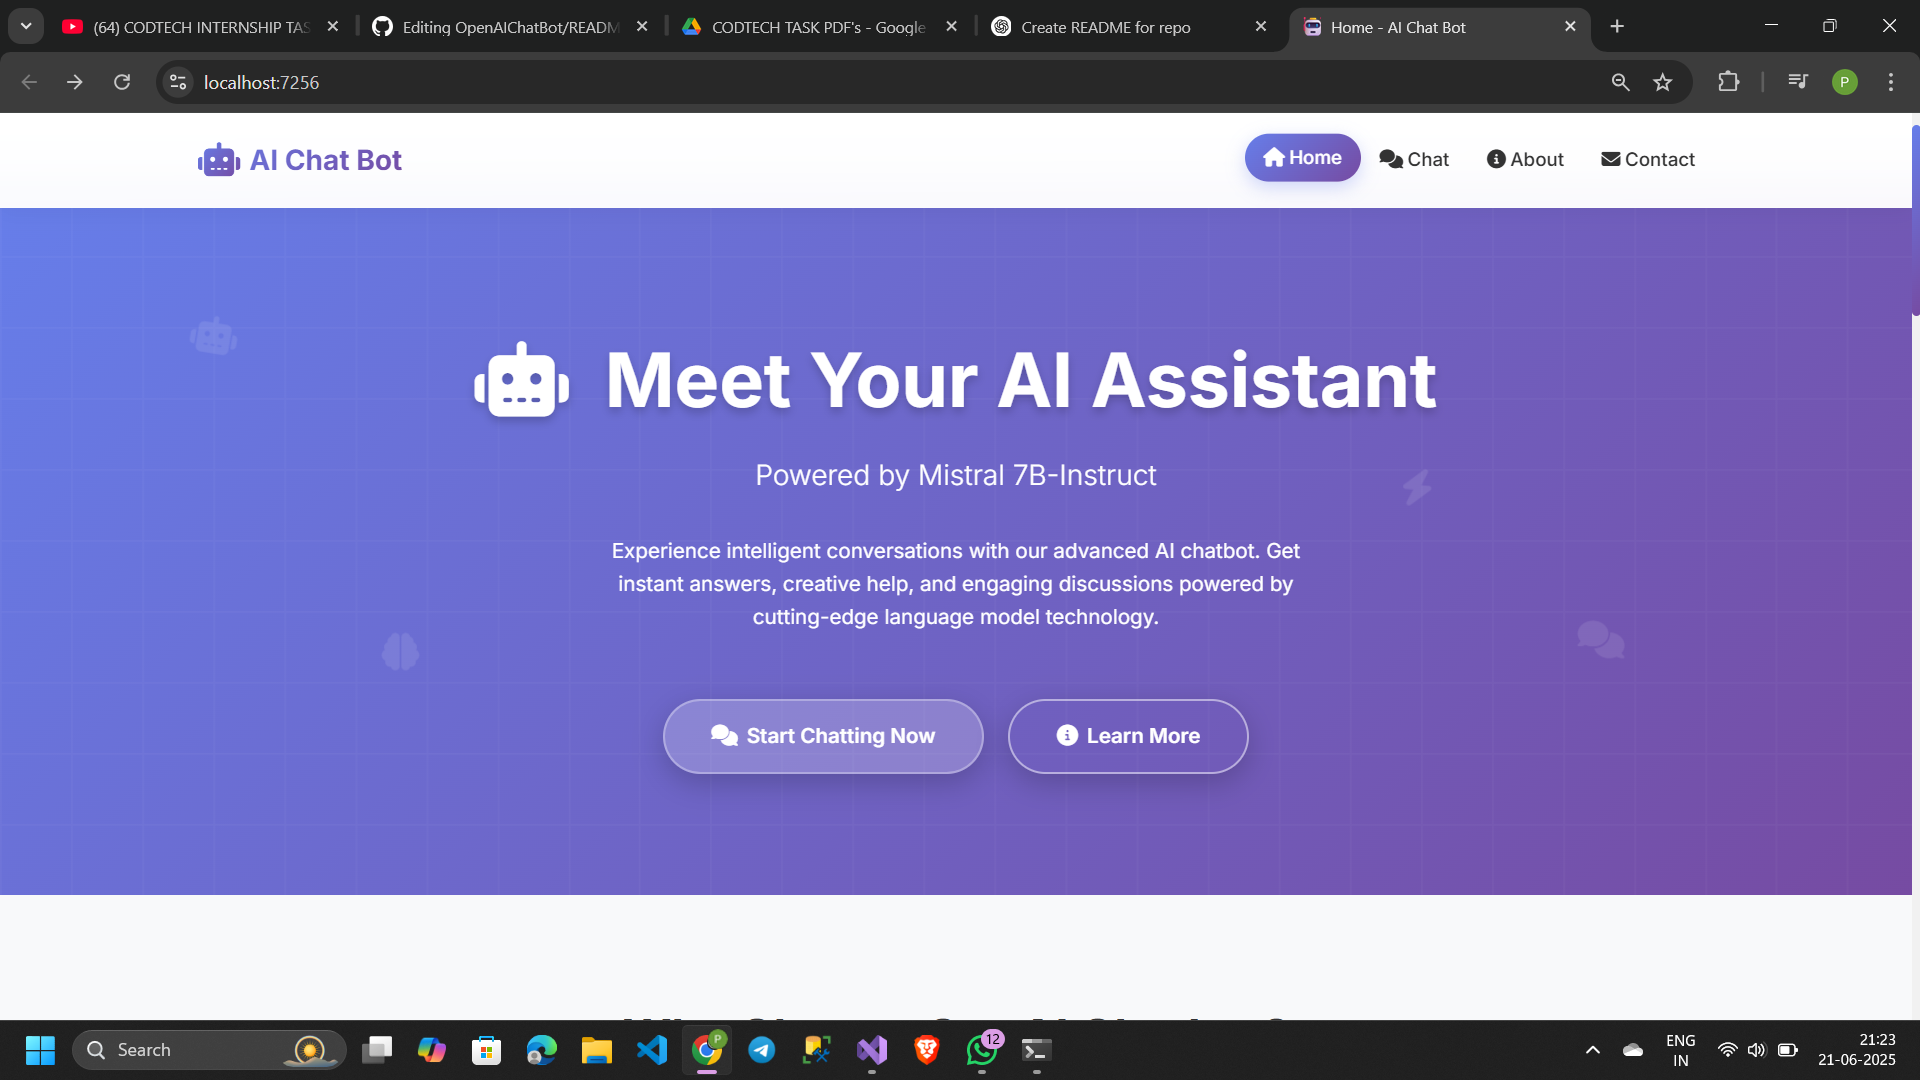 (64) CODTECH INTERNSHIP TAS
Editing OpenAIChatBot/READM
CODTECH TASK PDF's - Google
Create README for repo
Home - AI Chat Bot
localhost:7256
P
AI Chat Bot
Home
Chat
About
Contact
Meet Your AI Assistant
Powered by Mistral 7B-Instruct
Experience intelligent conversations with our advanced AI chatbot. Get
instant answers, creative help, and engaging discussions powered by
cutting-edge language model technology.
Start Chatting Now
Learn More
Search
P
12
ENG
IN
21:23
21-06-2025